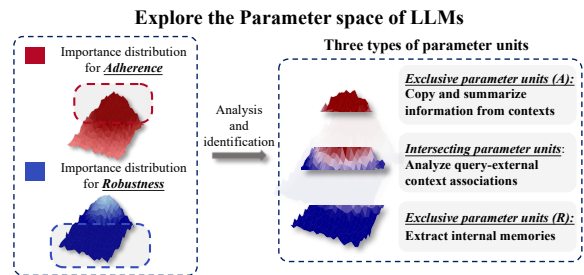 Explore the Parameter space of LLMs
Importance distribution
for Adherence
Importance distribution
for Robustness
Analysis
and
identification
Three types of parameter units
Exclusive parameter units (A):
Copy and summarize
information from contexts
Intersecting parameter units:
Analyze query-external
context associations
Exclusive parameter units (R):
Extract internal memories